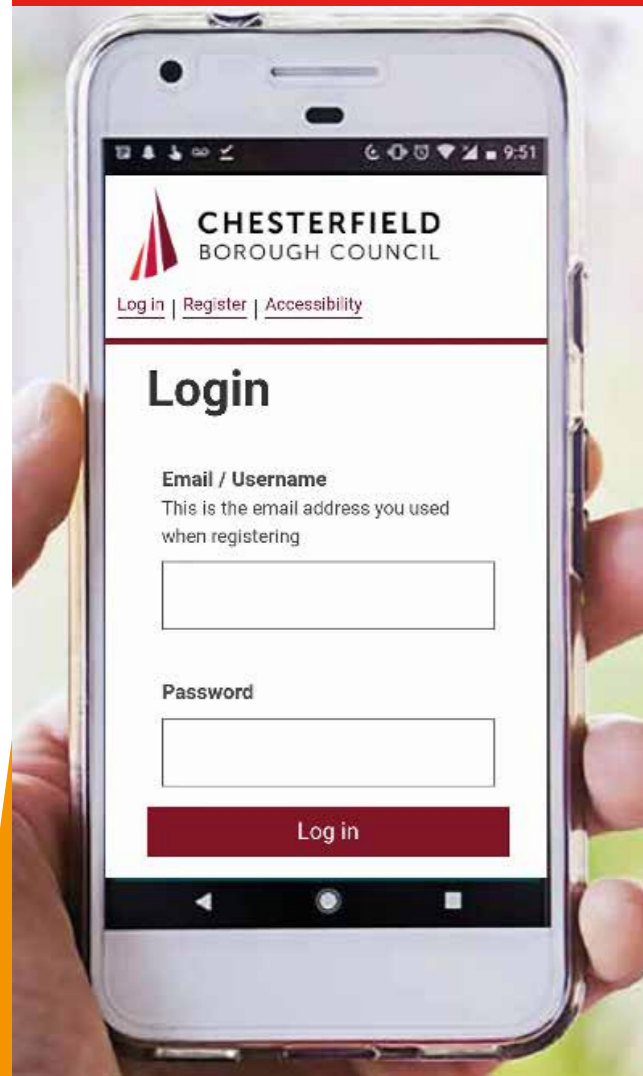 9:51
CHESTERFIELD
BOROUGH COUNCIL
Log in | Register | Accessibility
Login
Email / Username
This is the email address you used
when registering
Password
Log in